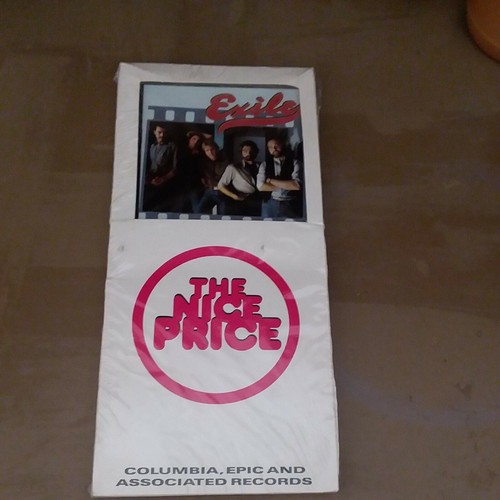 Exile
THE
NICE
PRICE
COLUMBIA, EPIC AND
ASSOCIATED RECORDS